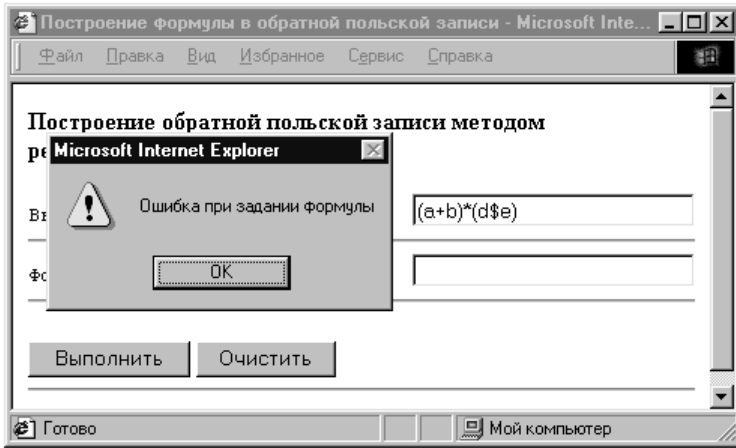 Построение формулы в обратной польской записи - Microsoft Inte...
Файл Правка Вид Избранное Сервис Справка
Построение обратной польской записи методом
Microsoft Internet Explorer
Ошибка при задании формулы
(a+b)*(d$e)
OK
Выполнить Очистить
Готово Мой компьютер